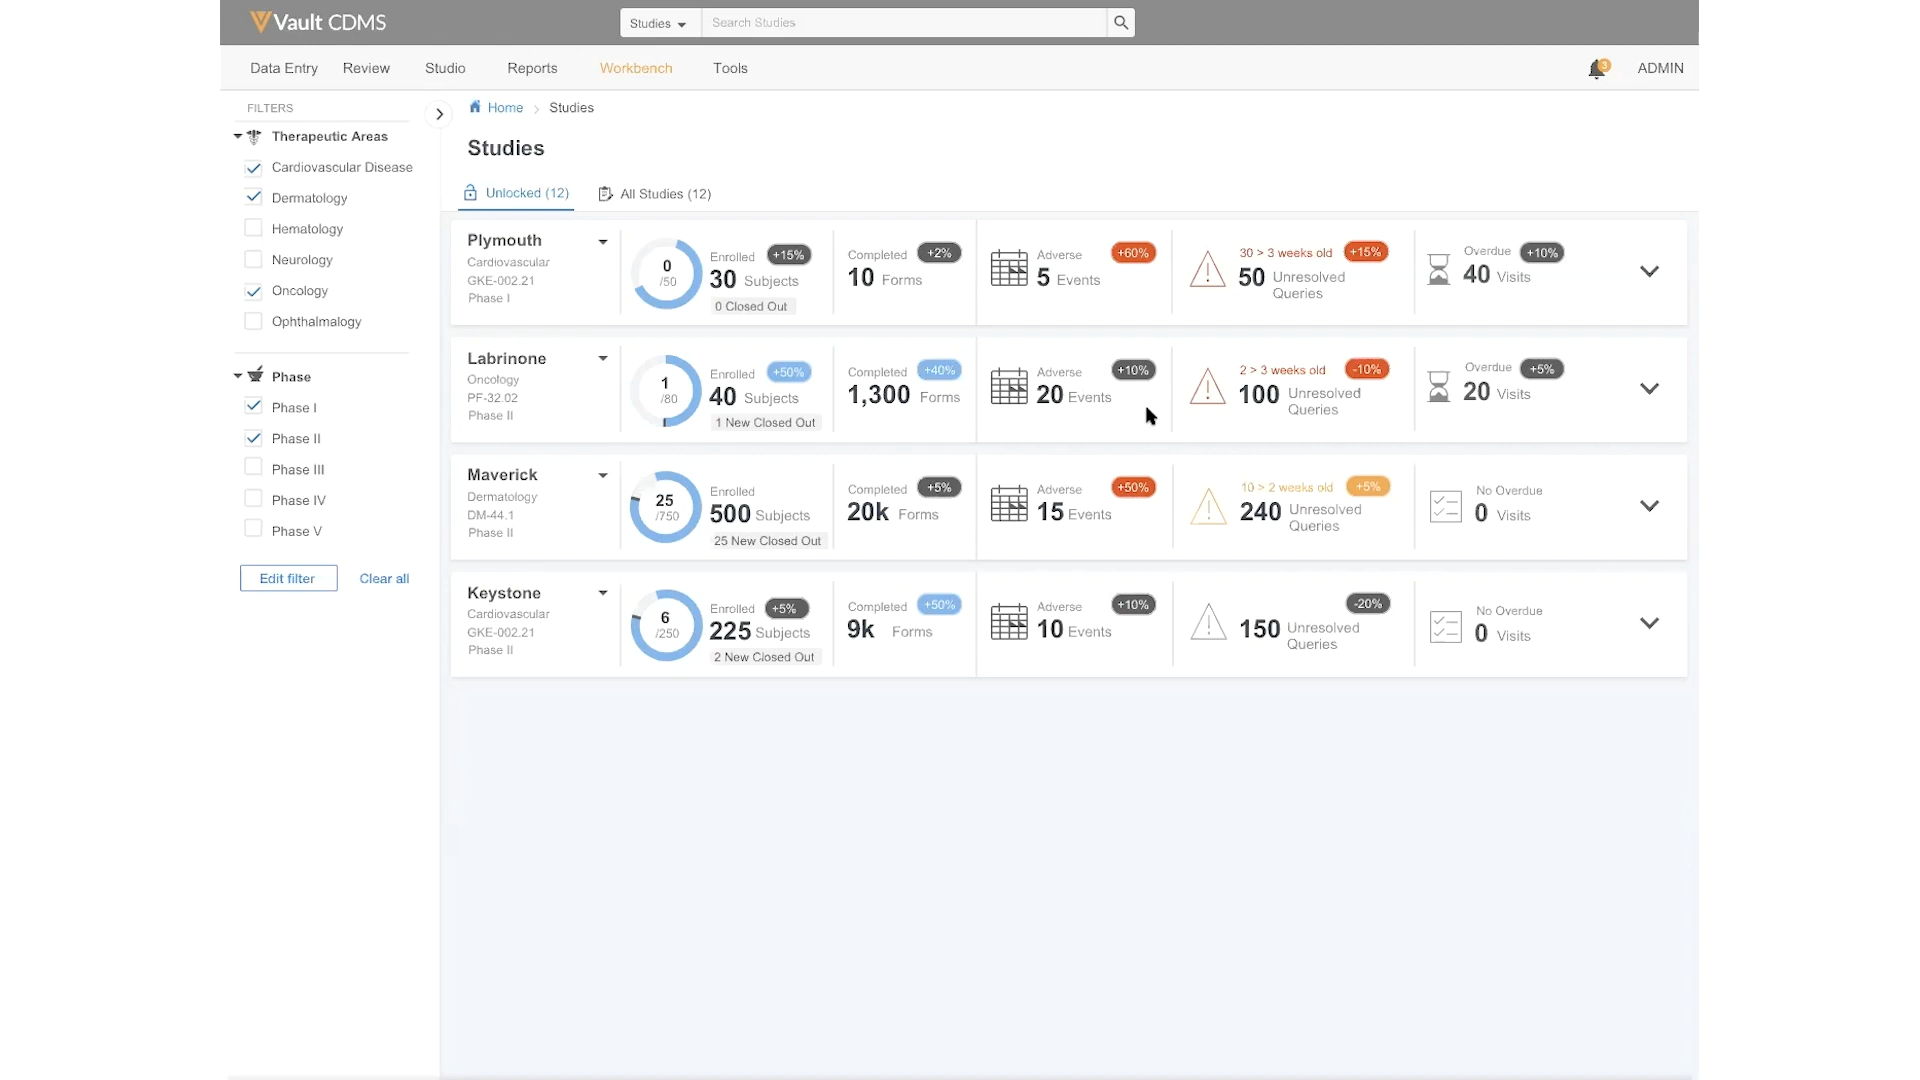 Vault CDMS
Studies
Search Studies
Data Entry
Review
Studio
Reports
Workbench
Tools
3
ADMIN
FILTERS
Therapeutic Areas
Cardiovascular Disease
Dermatology
Hematology
Neurology
Oncology
Ophthalmalogy
Phase
Phase I
Phase II
Phase III
Phase IV
Phase V
Edit filter
Clear all
Home
Studies
Studies
Unlocked (12)
All Studies (12)
Plymouth
Cardiovascular
GKE-002.21
Phase I
0
/50
Enrolled +15%
30 Subjects
0 Closed Out
Completed +2%
10 Forms
Adverse +60%
5 Events
30 > 3 weeks old +15%
50 Unresolved
Queries
Overdue +10%
40 Visits
Labrinone
Oncology
PF-32.02
Phase II
1
/80
Enrolled +50%
40 Subjects
1 New Closed Out
Completed +40%
1,300 Forms
Adverse +10%
20 Events
2 > 3 weeks old -10%
100 Unresolved
Queries
Overdue +5%
20 Visits
Maverick
Dermatology
DM-44.1
Phase II
25
/750
Enrolled
500 Subjects
25 New Closed Out
Completed +5%
20k Forms
Adverse +50%
15 Events
10 > 2 weeks old +5%
240 Unresolved
Queries
No Overdue
0 Visits
Keystone
Cardiovascular
GKE-002.21
Phase II
6
/250
Enrolled +5%
225 Subjects
2 New Closed Out
Completed +50%
9k Forms
Adverse +10%
10 Events
-20%
150 Unresolved
Queries
No Overdue
0 Visits